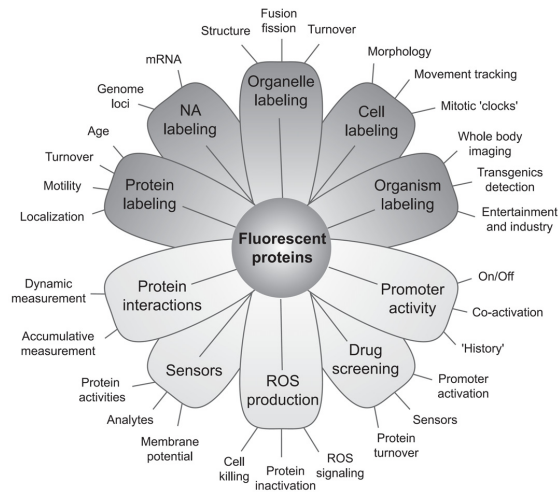 Fusion
fission
Structure
Turnover
Organelle
labeling
Morphology
Movement tracking
Mitotic 'clocks'
Cell
labeling
Whole body
imaging
Transgenics
detection
Entertainment
and industry
Organism
labeling
On/Off
Co-activation
'History'
Promoter
activity
Promoter
activation
Sensors
Protein
turnover
Drug
screening
ROS
signaling
Protein
inactivation
Cell
killing
ROS
production
Membrane
potential
Analytes
Protein
activities
Sensors
Accumulative
measurement
Dynamic
measurement
Protein
interactions
Localization
Motility
Turnover
Age
Protein
labeling
Genome
loci
mRNA
NA
labeling
Fluorescent
proteins